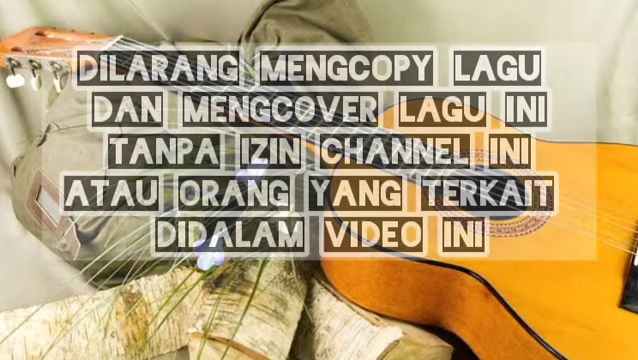 DILARANG MENGCOPY LAGU
DAN MENGCOVER LAGU INI
TANPA IZIN CHANNEL INI
ATAU ORANG YANG TERKAIT
DIDALAM VIDEO INI